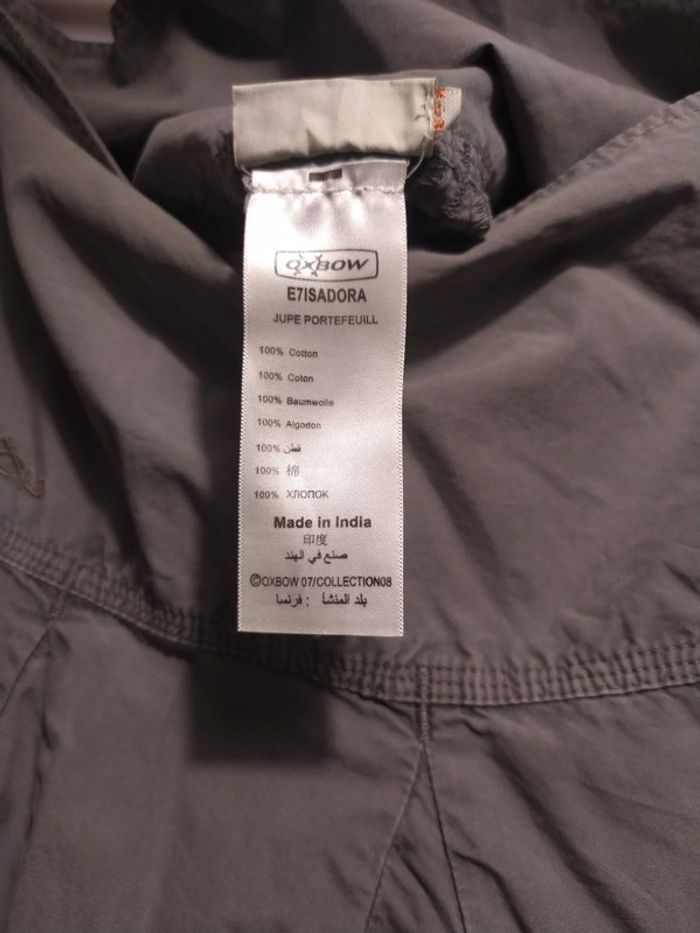 OXBOW
E7ISADORA
JUPE PORTEFEUILL
100% Cotton
100% Coton
100% Baumwolle
100% Algodon
100% قطن
100% 棉
100% ХЛОПОК
Made in India
印度
صنع في الهند
©OXBOW 07/COLLECTION08
بلد المنشأ : فرنسا